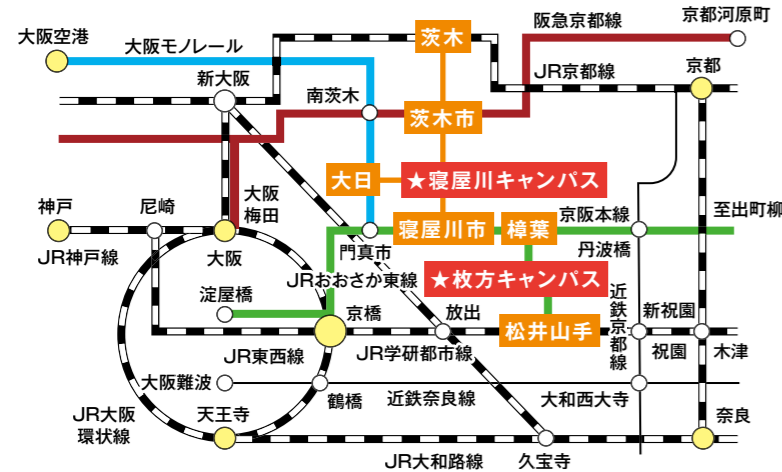 大阪空港
大阪モノレール
茨木
阪急京都線
京都河原町
新大阪
JR京都線
京都
南茨木
茨木市
大日
★寝屋川キャンパス
神戸
尼崎
大阪
梅田
寝屋川市
樟葉
京阪本線
至出町柳
JR神戸線
大阪
門真市
丹波橋
JRおおさか東線
★枚方キャンパス
淀屋橋
京橋
放出
松井山手
近鉄京都線
新祝園
祝園
木津
JR東西線
JR学研都市線
大阪難波
鶴橋
近鉄奈良線
大和西大寺
JR大阪
環状線
天王寺
奈良
JR大和路線
久宝寺